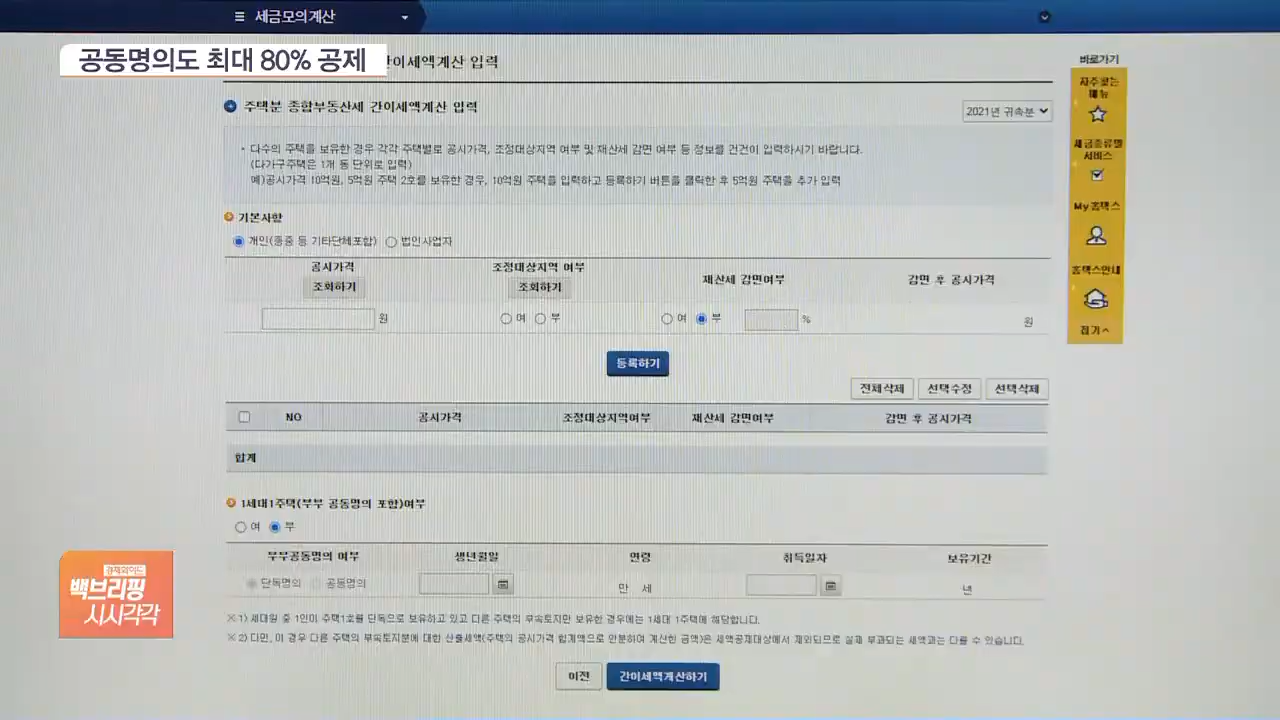 세금모의계산
공동명의도 최대 80% 공제
간이세액계산 입력
바로가기
자주찾는
메뉴
세금종류별
서비스
My 홈택스
홈택스안내
접기 ^
주택분 종합부동산세 간이세액계산 입력
2021년 귀속분
• 다수의 주택을 보유한 경우 각각 주택별로 공시가격, 조정대상지역 여부 및 재산세 감면 여부 등 정보를 건건이 입력하시기 바랍니다.
(다가구주택은 1개 동 단위로 입력)
예)공시가격 10억원, 5억원 주택 2호를 보유한 경우, 10억원 주택을 입력하고 등록하기 버튼을 클릭한 후 5억원 주택을 추가 입력
기본사항
개인(종중 등 기타단체포함) 법인사업자
공시가격 조정대상지역 여부 재산세 감면여부 감면 후 공시가격
조회하기 조회하기
원 여 부 여 부 % 원
등록하기
전체삭제 선택수정 선택삭제
NO 공시가격 조정대상지역여부 재산세 감면여부 감면 후 공시가격
합계
1세대1주택(부부 공동명의 포함)여부
여 부
부부공동명의 여부 생년월일 연령 취득일자 보유기간
단독명의 공동명의 만 세 년
※ 1) 세대원 중 1인이 주택1호를 단독으로 보유하고 있고 다른 주택의 부속토지만 보유한 경우에는 1세대 1주택에 해당합니다.
※ 2) 다만, 이 경우 다른 주택의 부속토지분에 대한 산출세액(주택의 공시가격 합계액으로 안분하여 계산한 금액)은 세액공제대상에서 제외되므로 실제 부과되는 세액과는 다를 수 있습니다.
이전 간이세액계산하기
경제와이드
백브리핑
시시각각